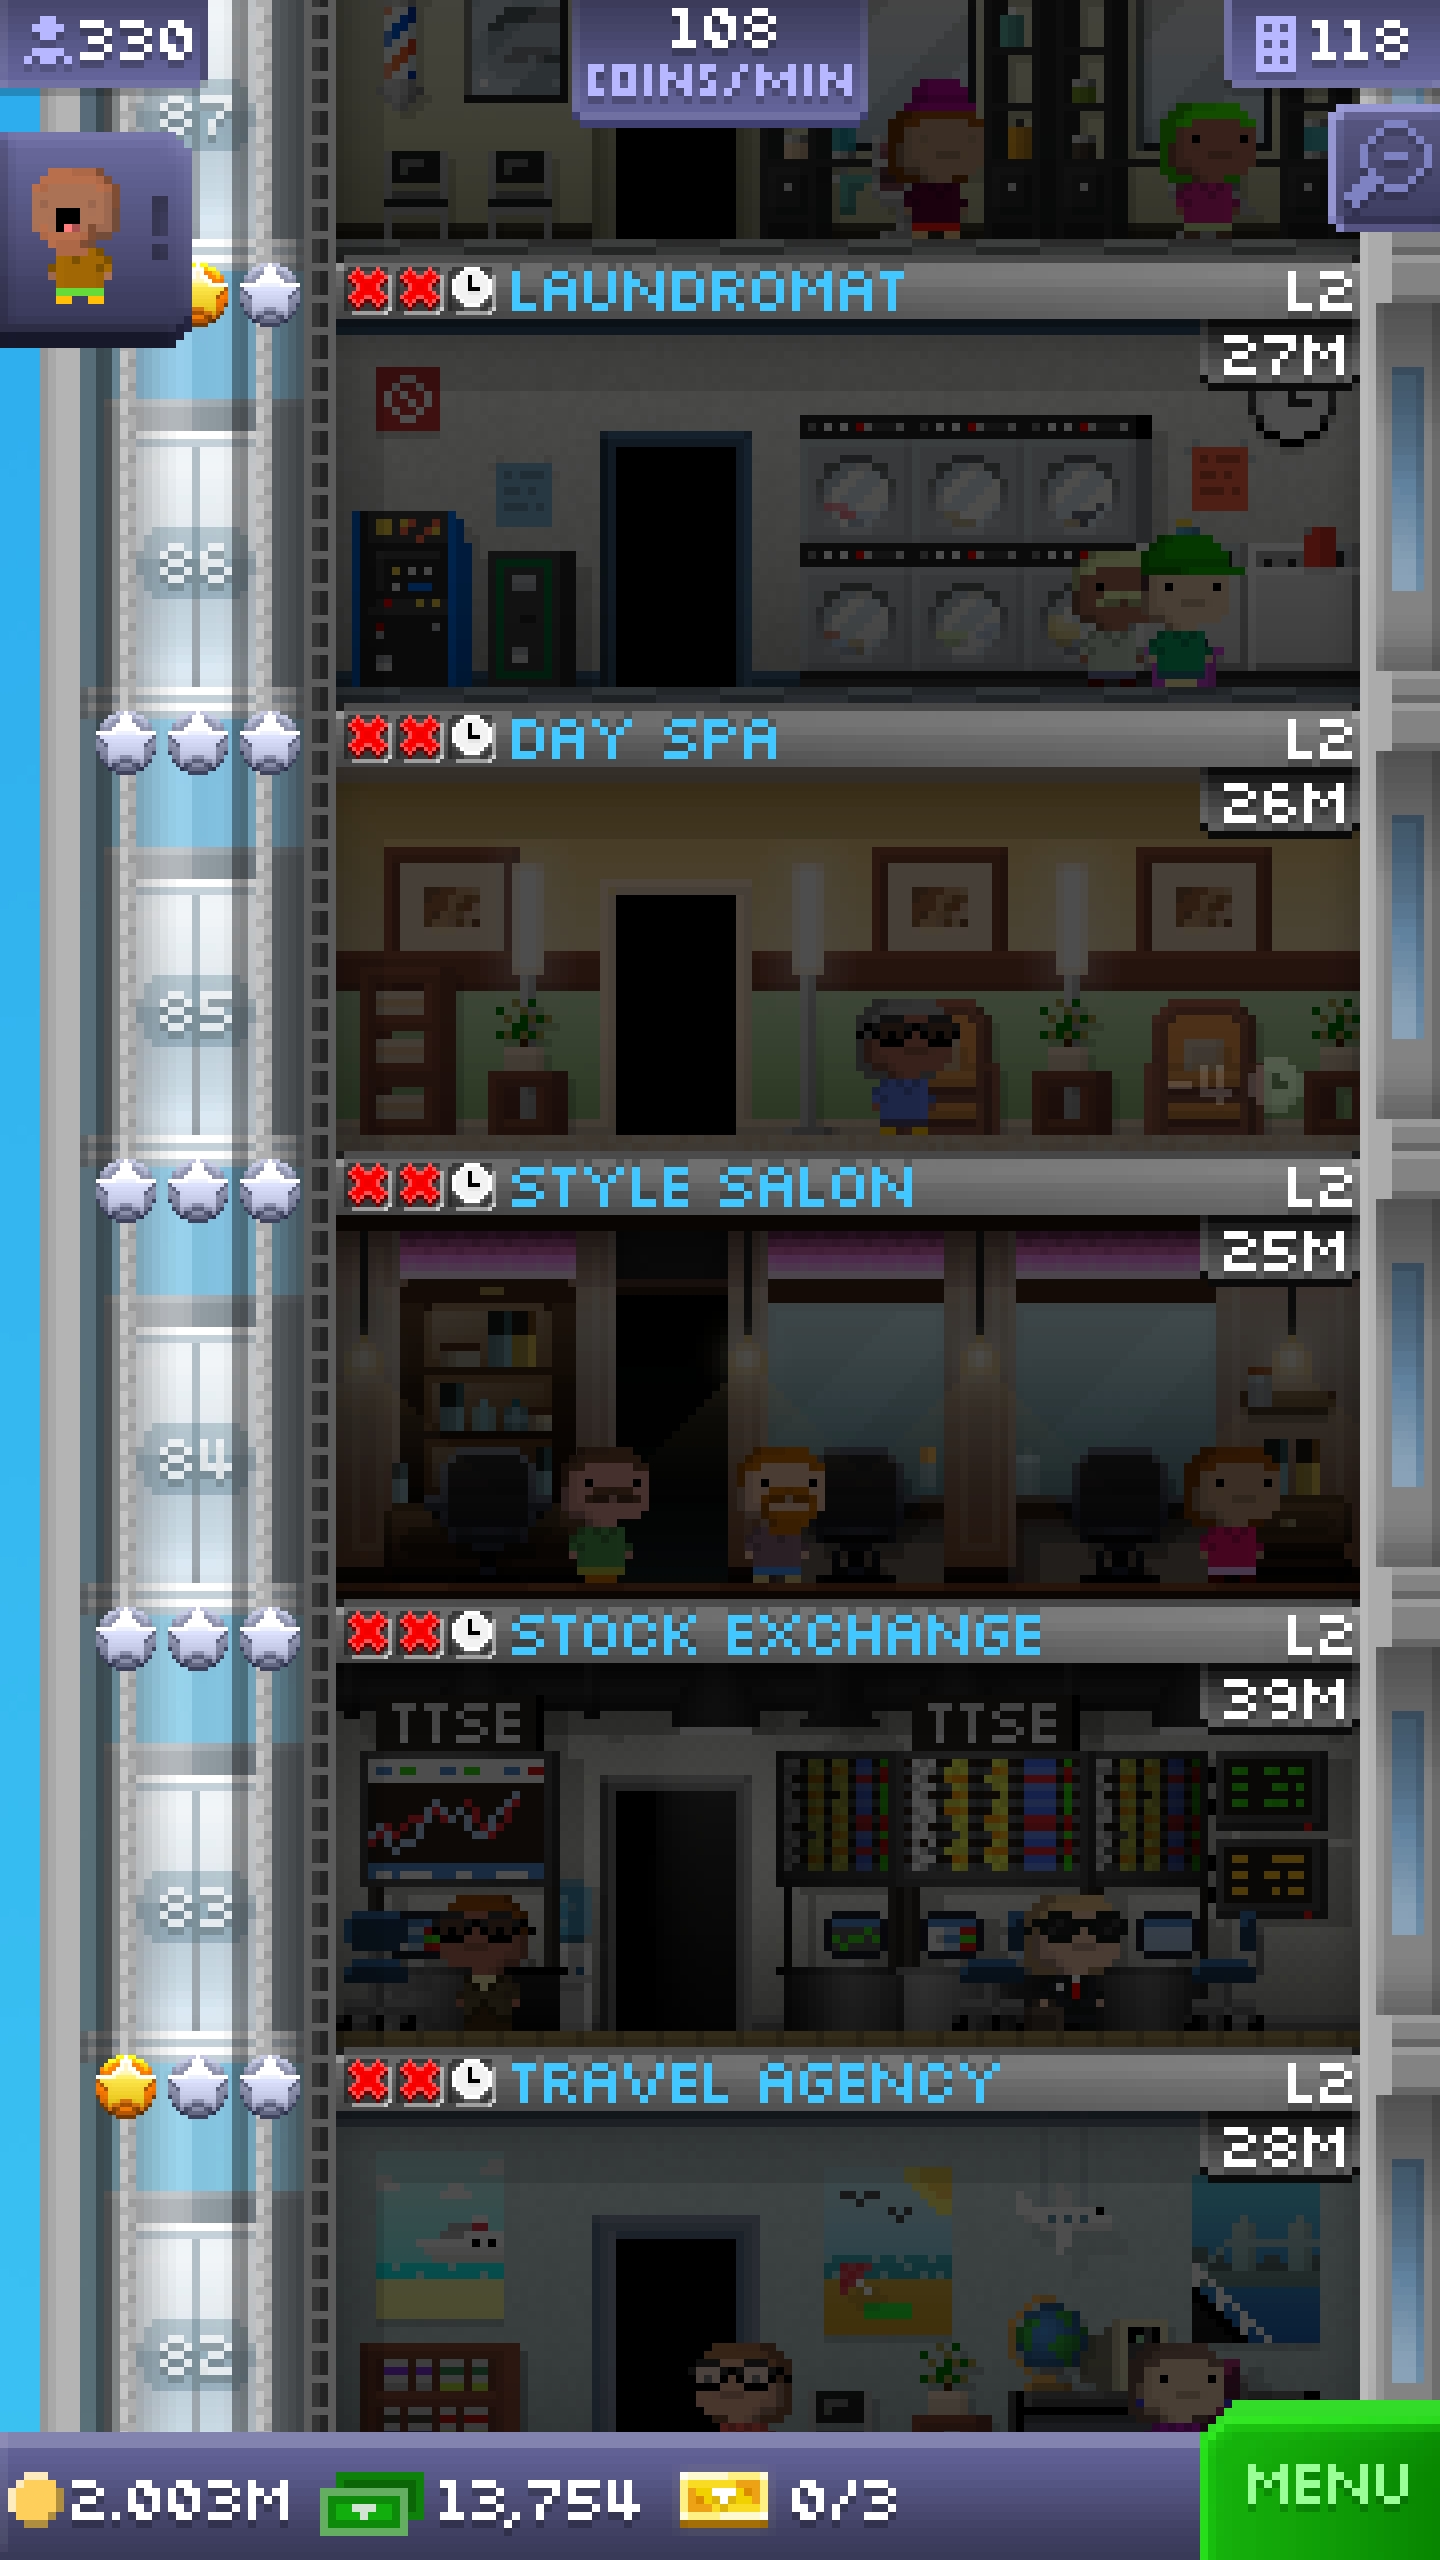 330
108
COINS/MIN
118
87
LAUNDROMAT L2
27M
86
DAY SPA L2
26M
85
STYLE SALON L2
25M
84
STOCK EXCHANGE L2
39M
TTSE TTSE
83
TRAVEL AGENCY L2
28M
82
2.003M 13,754 0/3
MENU